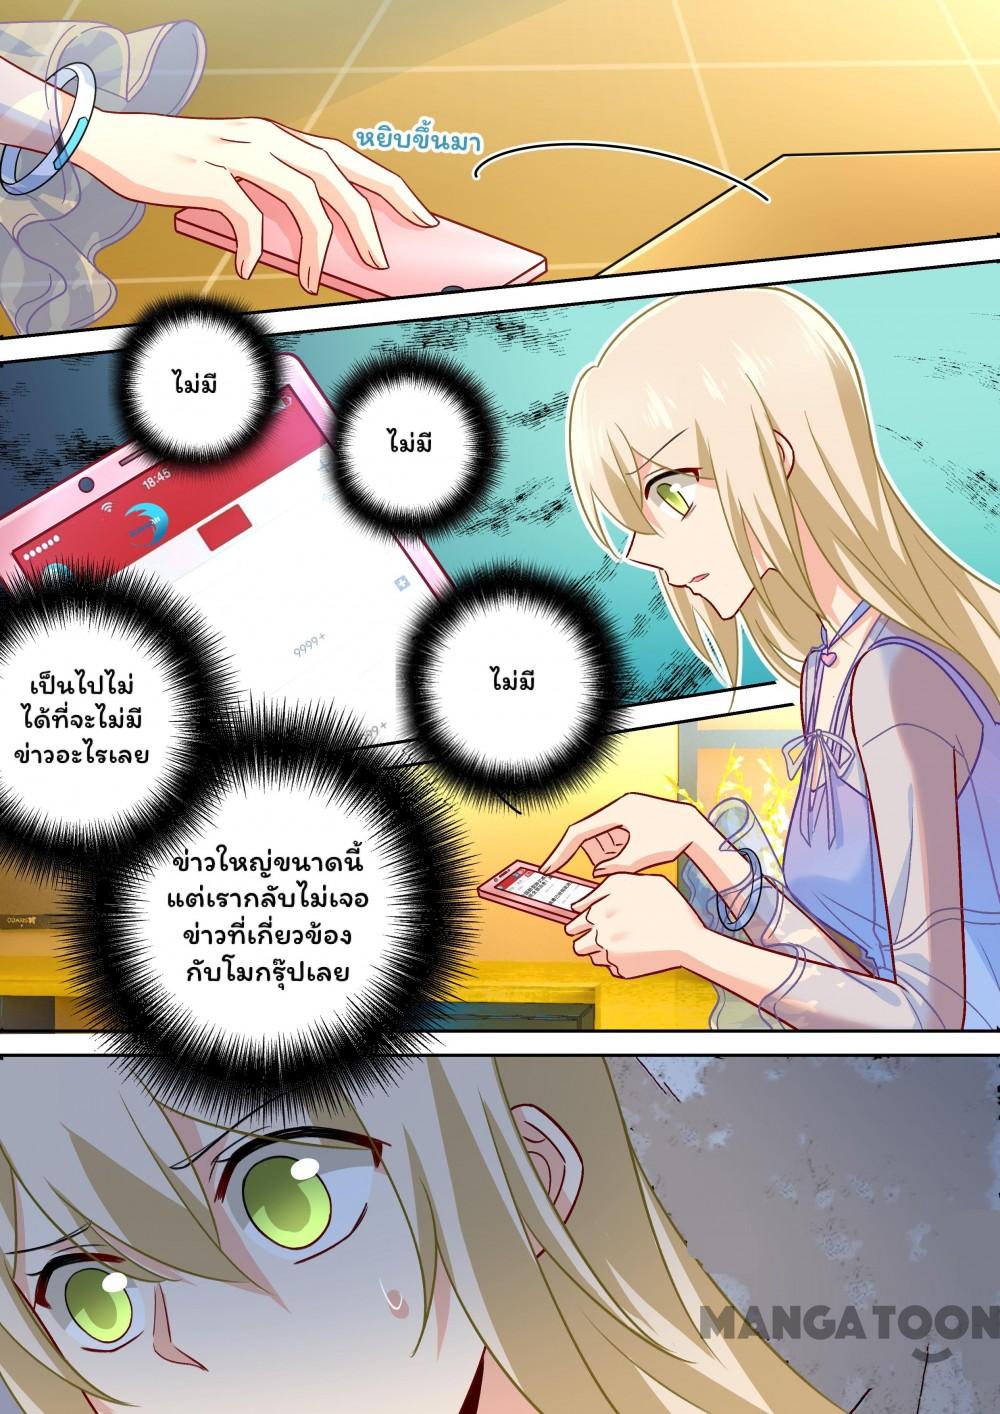 หยิบขึ้นมา
ไม่มี
ไม่มี
18:45
9999+
ไม่มี
เป็นไปไม่
ได้ที่จะไม่มี
ข่าวอะไรเลย
ข่าวใหญ่ขนาดนี้
แต่เรากลับไม่เจอ
ข่าวที่เกี่ยวข้อง
กับโมกรุ๊ปเลย
MANGATOON